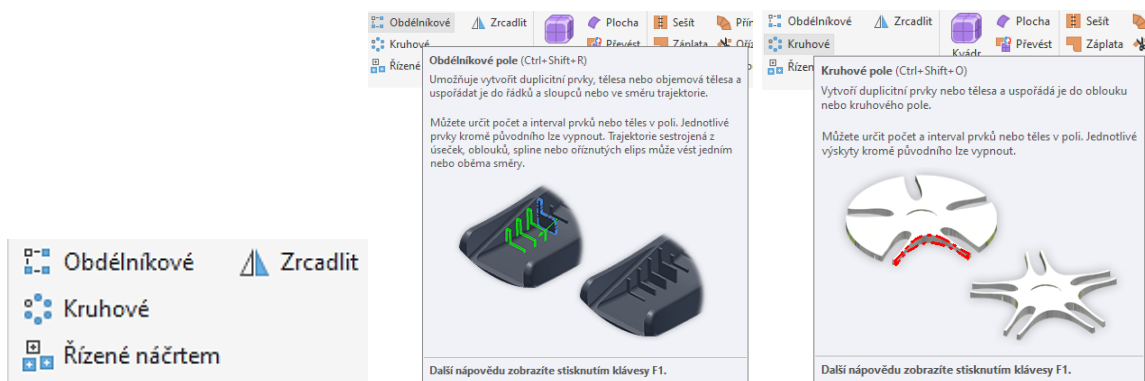 Obdélníkové
Zrcadlit
Kruhové
Řízené náčrtem
Obdélníkové
Zrcadlit
Plocha
Sešít
Kruhové
Převést
Záplata
Řízené
Obdélníkové pole (Ctrl+Shift+R)
Umožňuje vytvořit duplicitní prvky, tělesa nebo objemová tělesa a
uspořádat je do řádků a sloupců nebo ve směru trajektorie.
Můžete určit počet a interval prvků nebo těles v poli. Jednotlivé
prvky kromě původního lze vypnout. Trajektorie sestrojená z
úseček, oblouků, spline nebo oříznutých elips může vést jedním
nebo oběma směry.
Další nápovědu zobrazíte stisknutím klávesy F1.
Obdélníkové
Zrcadlit
Plocha
Sešít
Kruhové
Převést
Záplata
Kvádr
Kruhové pole (Ctrl+Shift+O)
Vytvoří duplicitní prvky nebo tělesa a uspořádá je do oblouku
nebo kruhového pole.
Můžete určit počet a interval prvků nebo těles v poli. Jednotlivé
výskyty kromě původního lze vypnout.
Další nápovědu zobrazíte stisknutím klávesy F1.